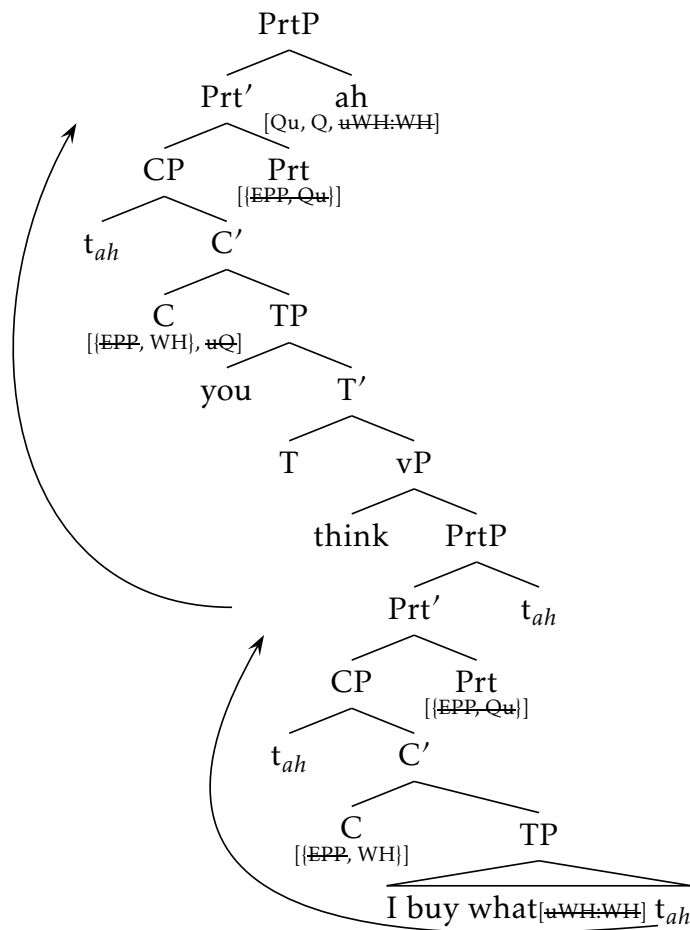 PrtP
Prt′ ah
[Qu, Q, uWH:WH]
CP Prt
[{EPP, Qu}]
t_ah C′
C TP
[{EPP, WH}, uQ]
you T′
T vP
think PrtP
Prt′ t_ah
CP Prt
[{EPP, Qu}]
t_ah C′
C TP
[{EPP, WH}]
I buy what[uWH:WH] t_ah